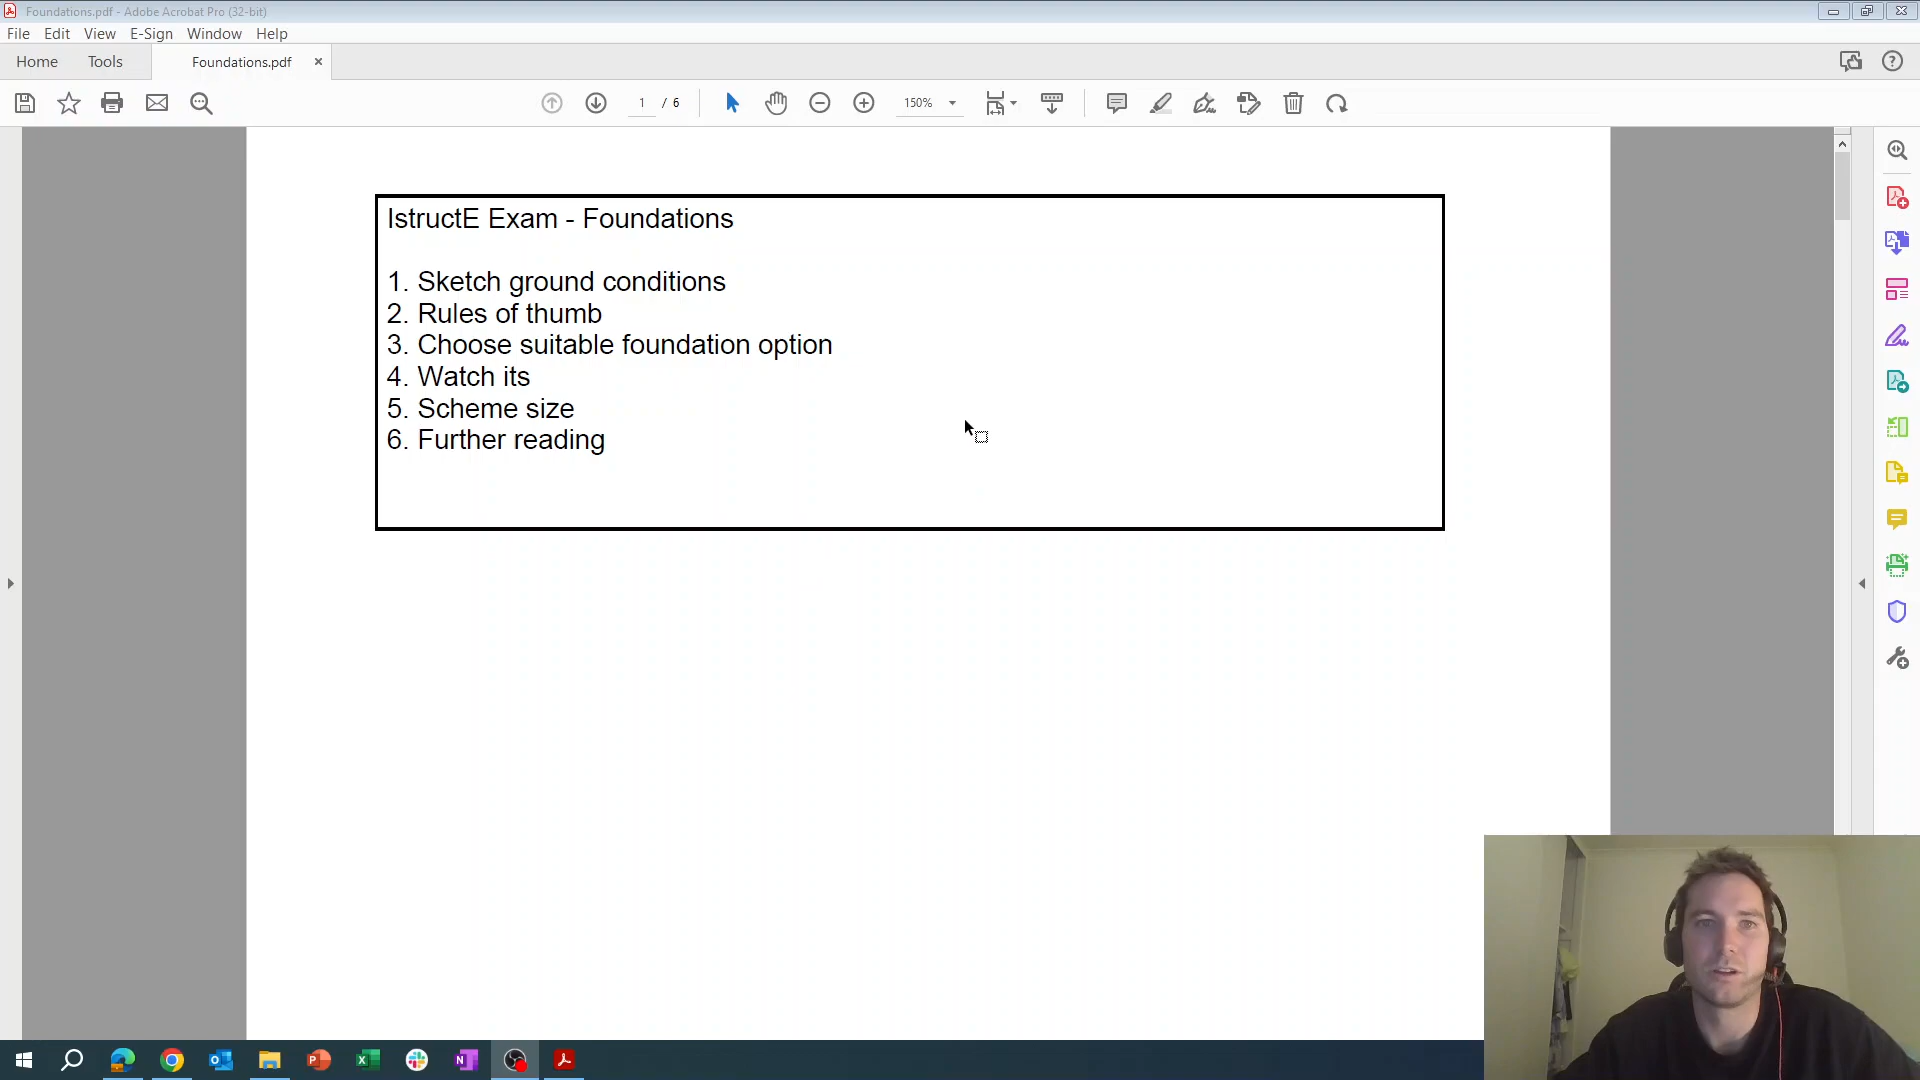 Foundations.pdf - Adobe Acrobat Pro (32-bit)
File Edit View E-Sign Window Help
Home Tools Foundations.pdf
1 / 6 150%
IstructE Exam - Foundations
1. Sketch ground conditions
2. Rules of thumb
3. Choose suitable foundation option
4. Watch its
5. Scheme size
6. Further reading